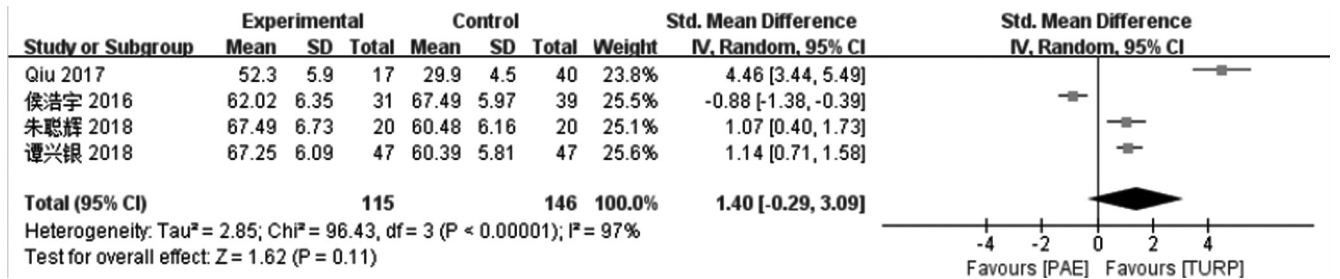 Experimental Control Std. Mean Difference Std. Mean Difference
Study or Subgroup Mean SD Total Mean SD Total Weight IV, Random, 95% CI IV, Random, 95% CI
Qiu 2017 52.3 5.9 17 29.9 4.5 40 23.8% 4.46 [3.44, 5.49]
侯浩宇 2016 62.02 6.35 31 67.49 5.97 39 25.5% -0.88 [-1.38, -0.39]
朱聪辉 2018 67.49 6.73 20 60.48 6.16 20 25.1% 1.07 [0.40, 1.73]
谭兴银 2018 67.25 6.09 47 60.39 5.81 47 25.6% 1.14 [0.71, 1.58]
Total (95% CI) 115 146 100.0% 1.40 [-0.29, 3.09]
Heterogeneity: Tau² = 2.85; Chi² = 96.43, df = 3 (P < 0.00001); I² = 97%
Test for overall effect: Z = 1.62 (P = 0.11)
-4 -2 0 2 4
Favours [PAE] Favours [TURP]